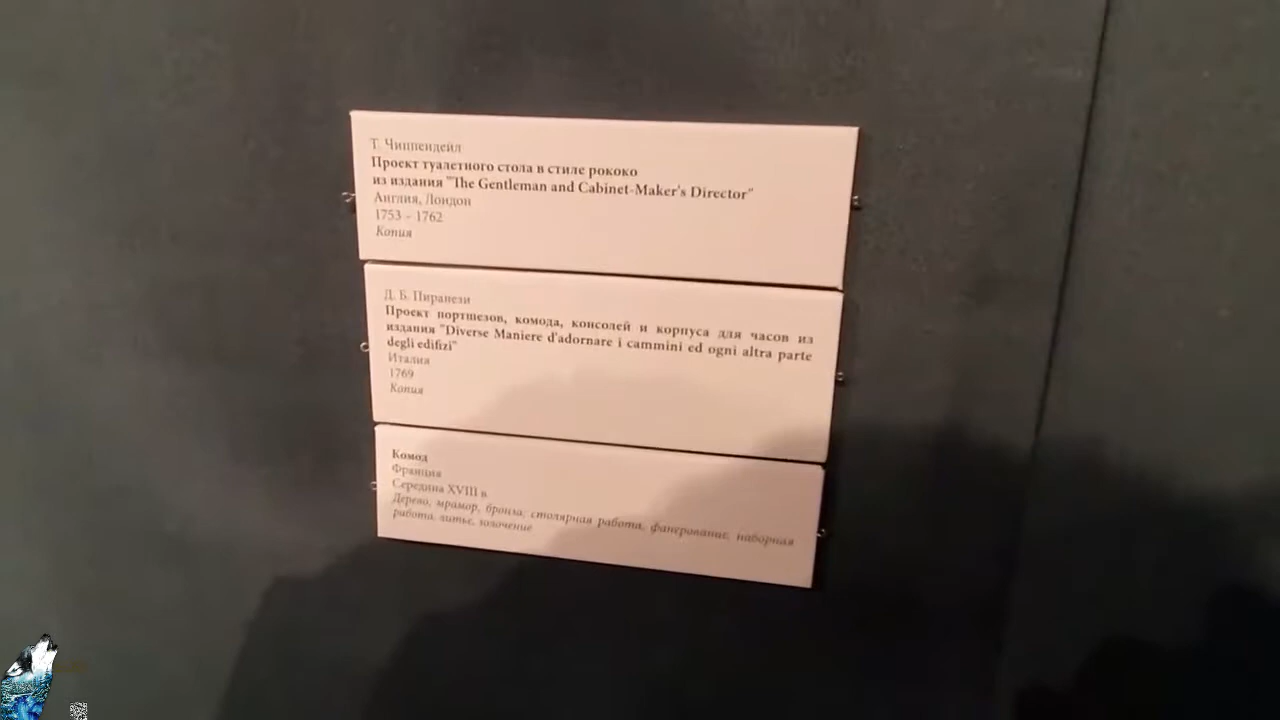 Т. Чиппендейл
Проект туалетного стола в стиле рококо
из издания "The Gentleman and Cabinet-Maker's Director"
Англия, Лондон
1753 - 1762
Копия
Д. Б. Пиранези
Проект портшезов, комода, консолей и корпуса для часов из
издания "Diverse Maniere d'adornare i cammini ed ogni altra parte
degli edifizi"
Италия
1769
Копия
Комод
Франция
Середина XVIII в.
Дерево, мрамор, бронза, столярная работа, фанерование, наборная
работа, литье, золочение